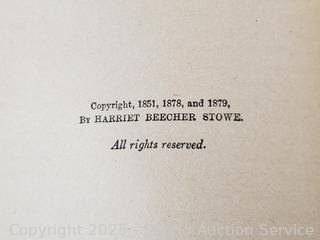 Copyright, 1851, 1878, and 1879,
By HARRIET BEECHER STOWE.
All rights reserved.
Copyright 2025 Auction Service